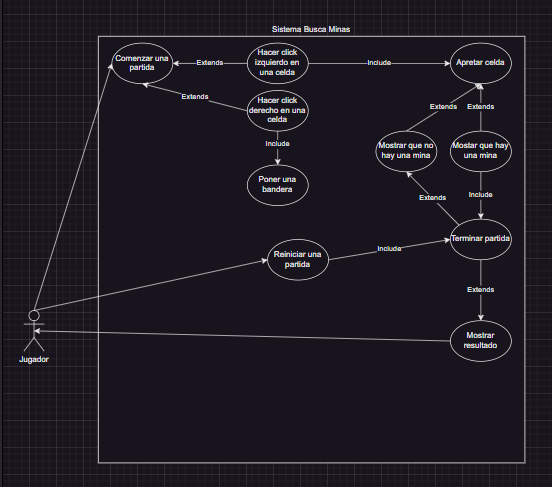 Sistema Busca Minas
Comenzar una
partida
Extends
Hacer click
izquierdo en
una celda
Include
Apretar celda
Extends
Hacer click
derecho en una
celda
Extends
Extends
Include
Mostrar que no
hay una mina
Mostar que hay
una mina
Poner una
bandera
Extends
Include
Terminar partida
Reiniciar una
partida
Include
Extends
Mostrar
resultado
Jugador